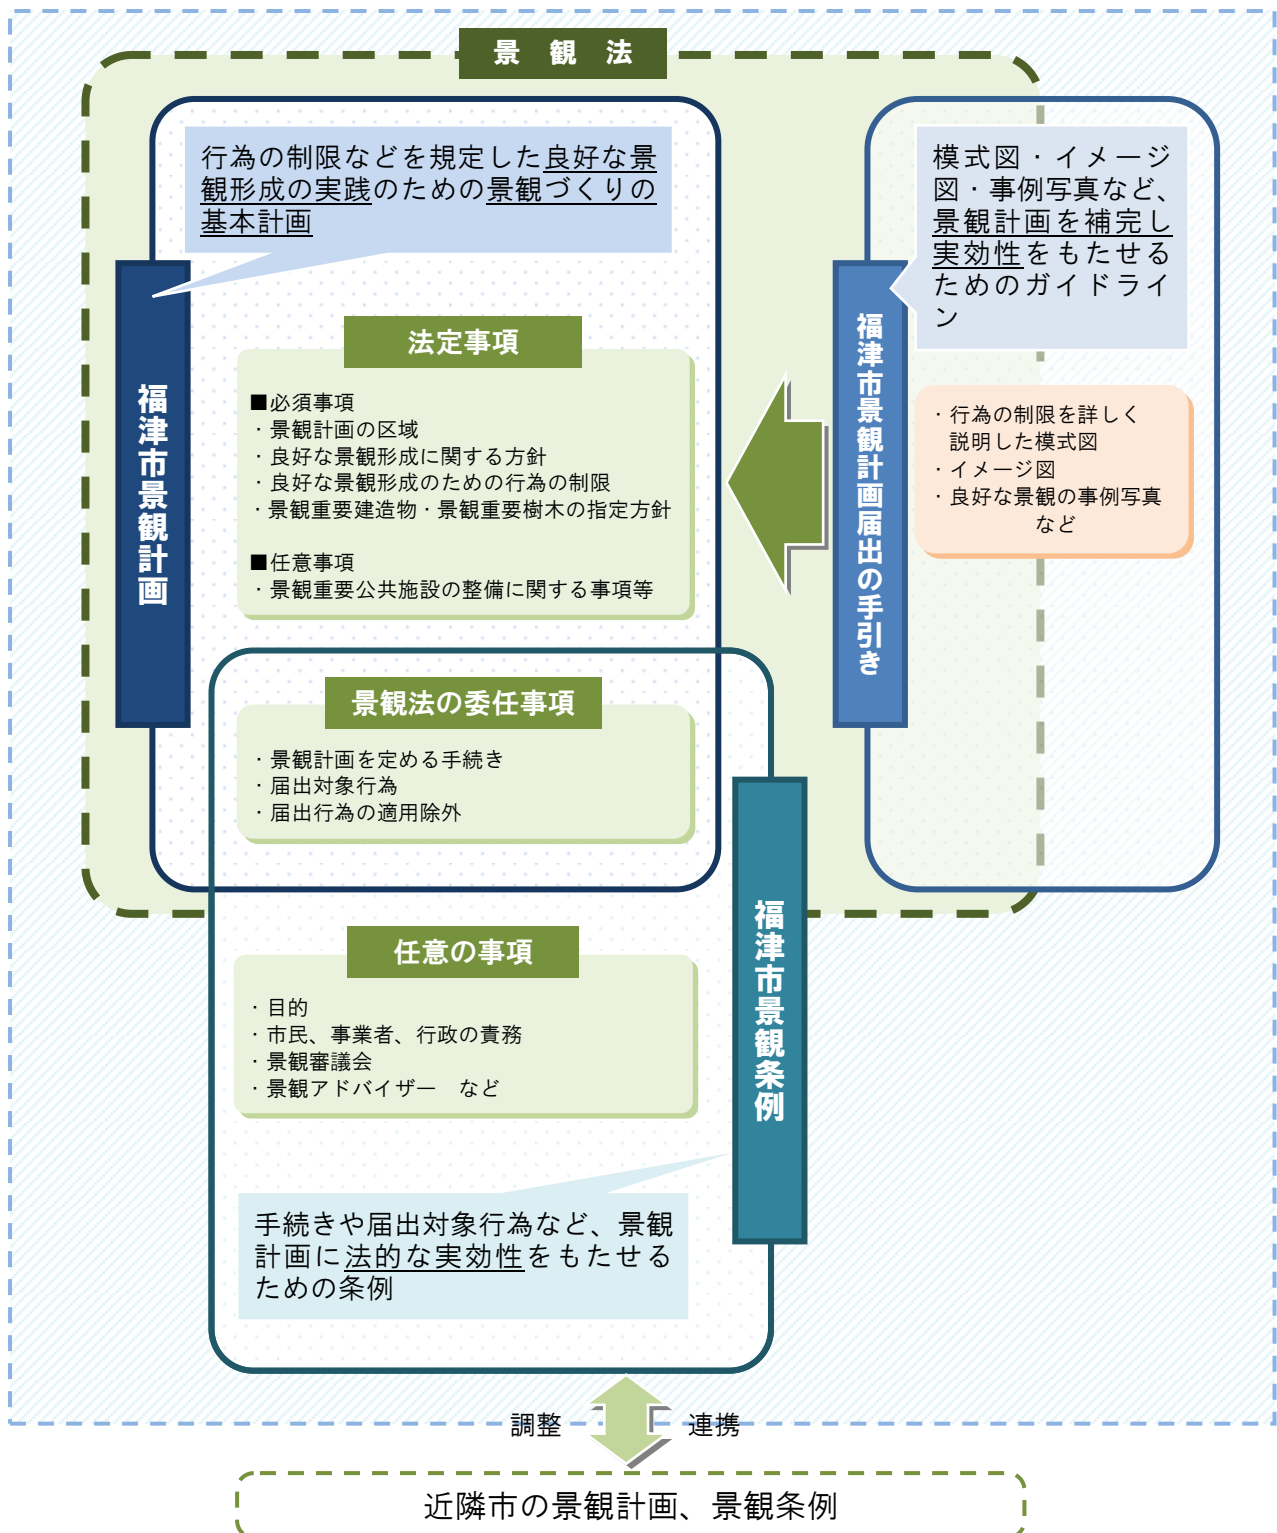 景　観　法
行為の制限などを規定した良好な景
観形成の実践のための景観づくりの
基本計画
福津市景観計画
法定事項
■必須事項
・景観計画の区域
・良好な景観形成に関する方針
・良好な景観形成のための行為の制限
・景観重要建造物・景観重要樹木の指定方針
■任意事項
・景観重要公共施設の整備に関する事項等
模式図・イメージ
図・事例写真など、
景観計画を補完し
実効性をもたせる
ためのガイドライ
ン
福津市景観計画届出の手引き
・行為の制限を詳しく
説明した模式図
・イメージ図
・良好な景観の事例写真
など
景観法の委任事項
・景観計画を定める手続き
・届出対象行為
・届出行為の適用除外
福津市景観条例
任意の事項
・目的
・市民、事業者、行政の責務
・景観審議会
・景観アドバイザー　など
手続きや届出対象行為など、景観
計画に法的な実効性をもたせる
ための条例
調整
連携
近隣市の景観計画、景観条例